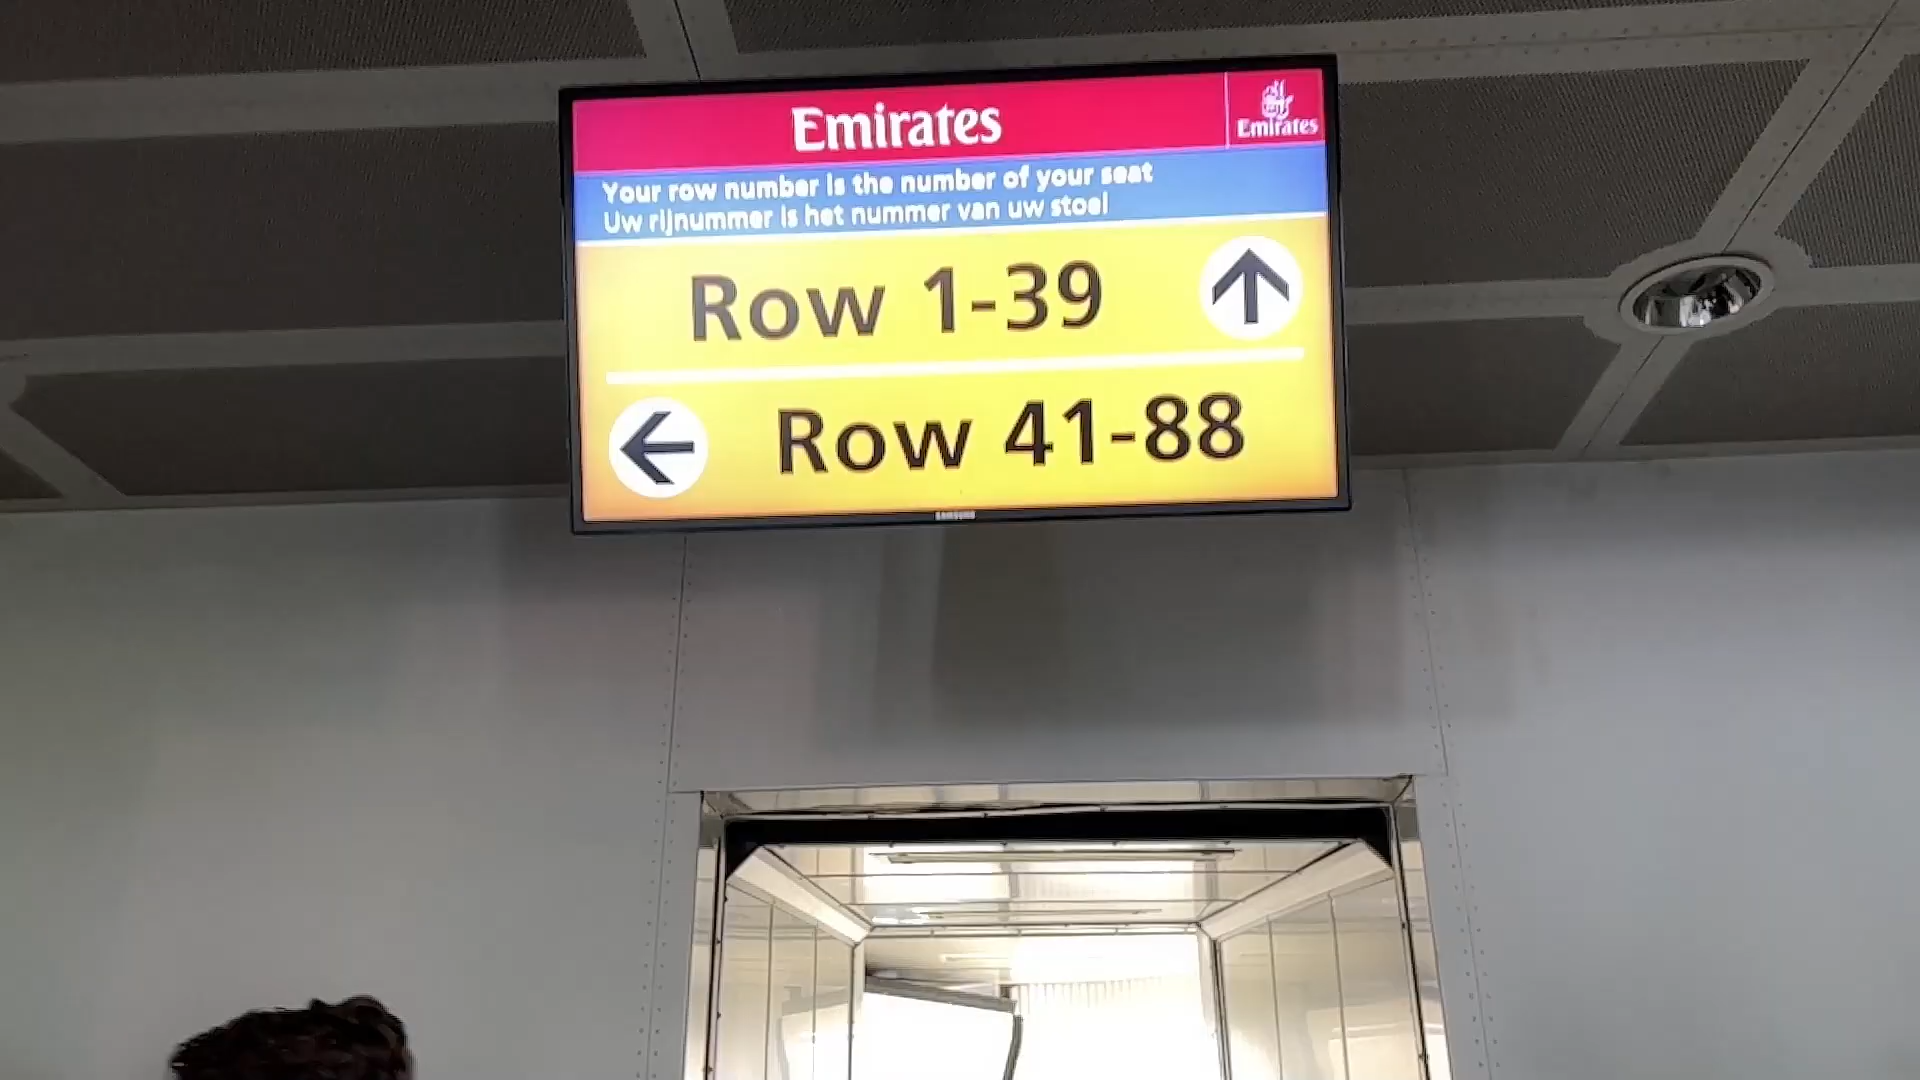 Emirates
Emirates
Your row number is the number of your seat
Uw rijnummer is het nummer van uw stoel
Row 1-39
Row 41-88
SAMSUNG